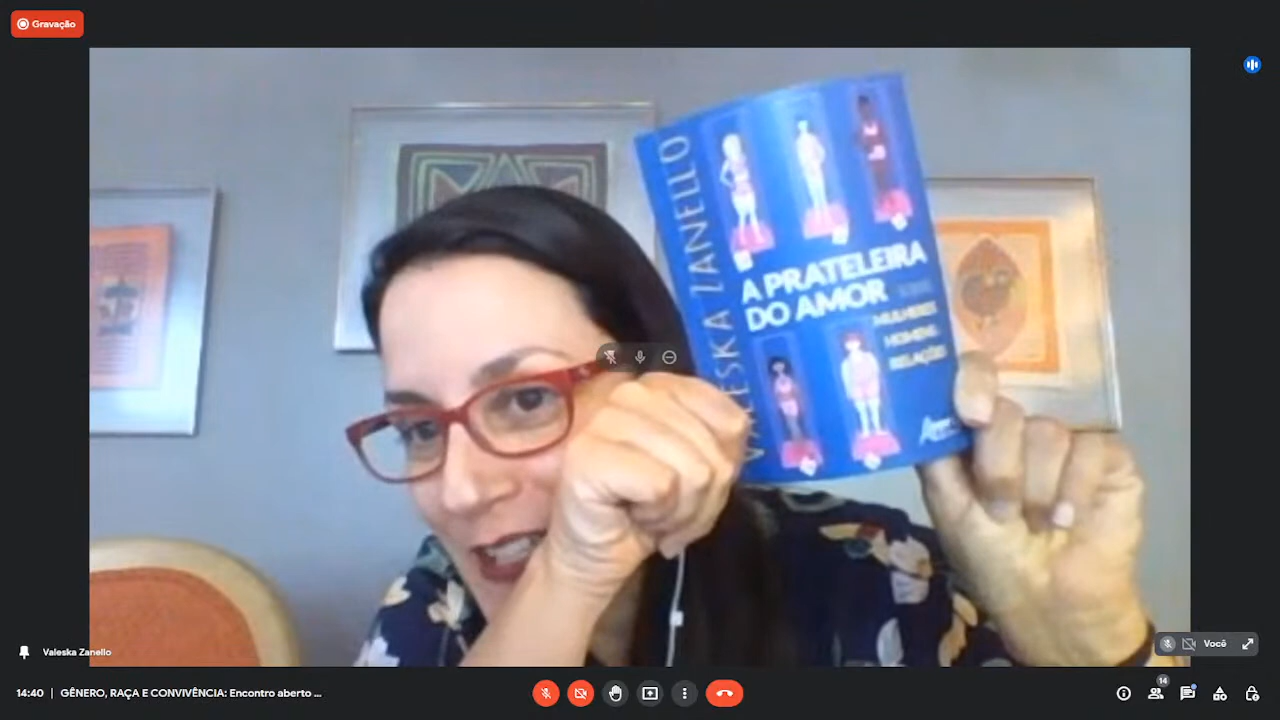 Gravação
VALESKA ZANELLO
A PRATELEIRA
DO AMOR
SOBRE
MULHERES
HOMENS
RELAÇÕES
Valeska Zanello
Você
14:40 | GÊNERO, RAÇA E CONVIVÊNCIA: Encontro aberto ...
14